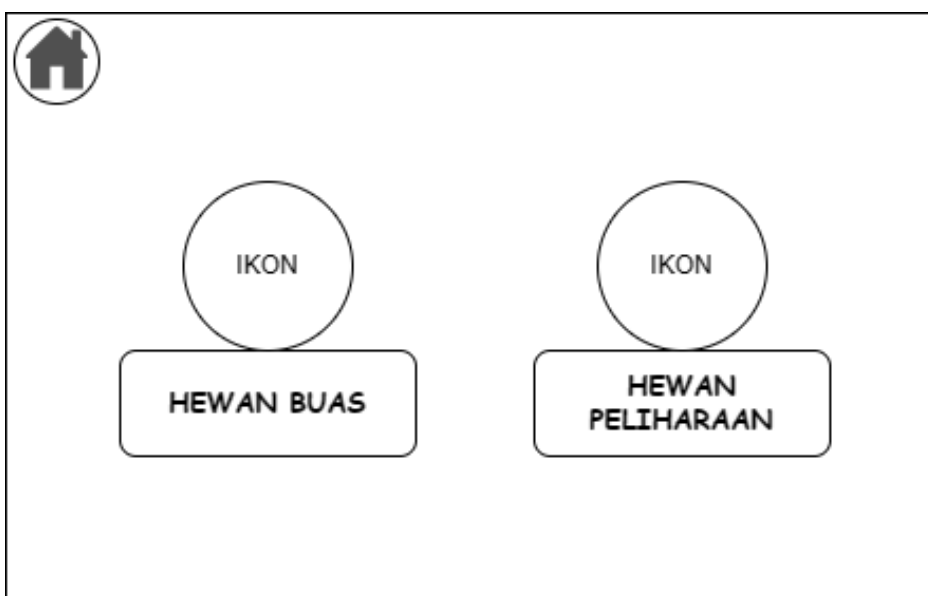 IKON
IKON
HEWAN BUAS
HEWAN
PELIHARAAN